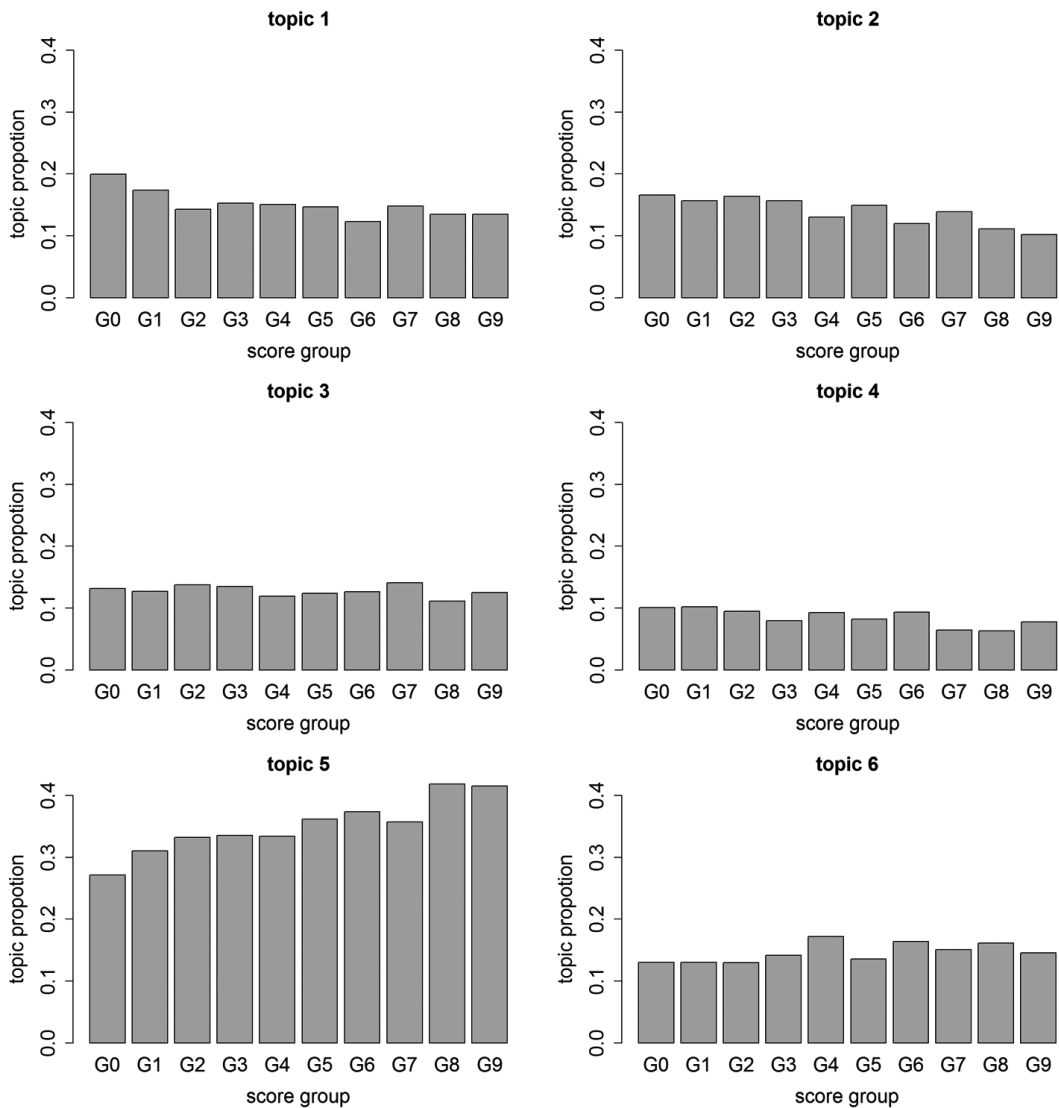 topic 1
topic propotion
0.4
0.3
0.2
0.1
0.0
G0 G1 G2 G3 G4 G5 G6 G7 G8 G9
score group
topic 2
topic propotion
0.4
0.3
0.2
0.1
0.0
G0 G1 G2 G3 G4 G5 G6 G7 G8 G9
score group
topic 3
topic propotion
0.4
0.3
0.2
0.1
0.0
G0 G1 G2 G3 G4 G5 G6 G7 G8 G9
score group
topic 4
topic propotion
0.4
0.3
0.2
0.1
0.0
G0 G1 G2 G3 G4 G5 G6 G7 G8 G9
score group
topic 5
topic propotion
0.4
0.3
0.2
0.1
0.0
G0 G1 G2 G3 G4 G5 G6 G7 G8 G9
score group
topic 6
topic propotion
0.4
0.3
0.2
0.1
0.0
G0 G1 G2 G3 G4 G5 G6 G7 G8 G9
score group